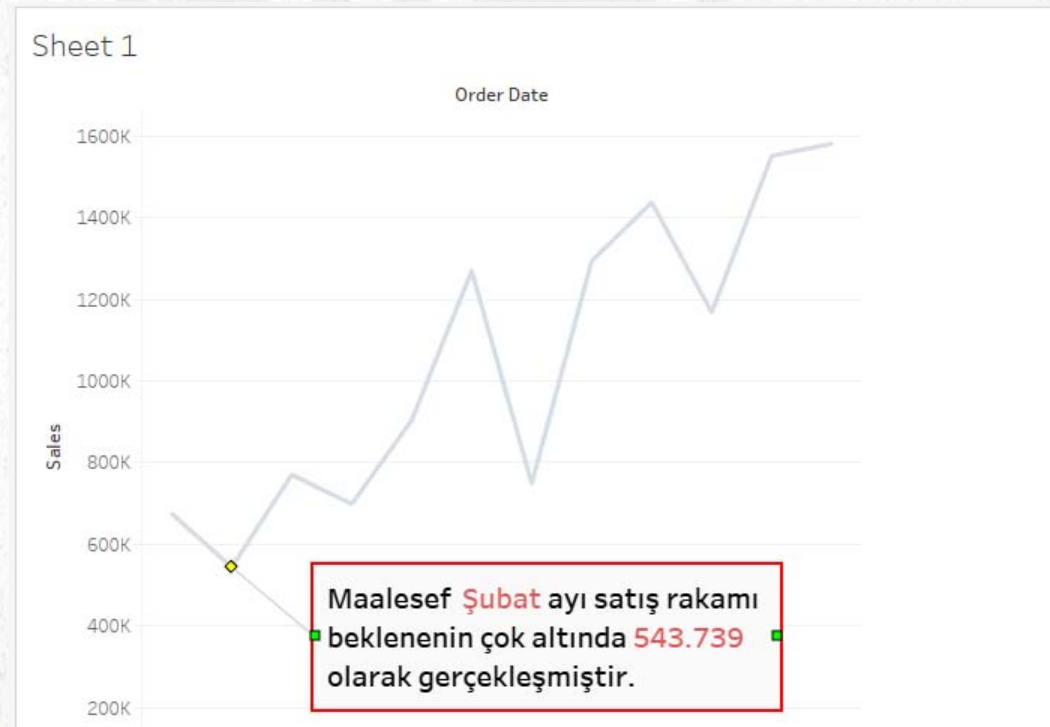 Sheet 1
Order Date
1600K
1400K
1200K
1000K
Sales
800K
600K
Maalesef Şubat ayı satış rakamı
400K
beklenenin çok altında 543.739
olarak gerçekleşmiştir.
200K